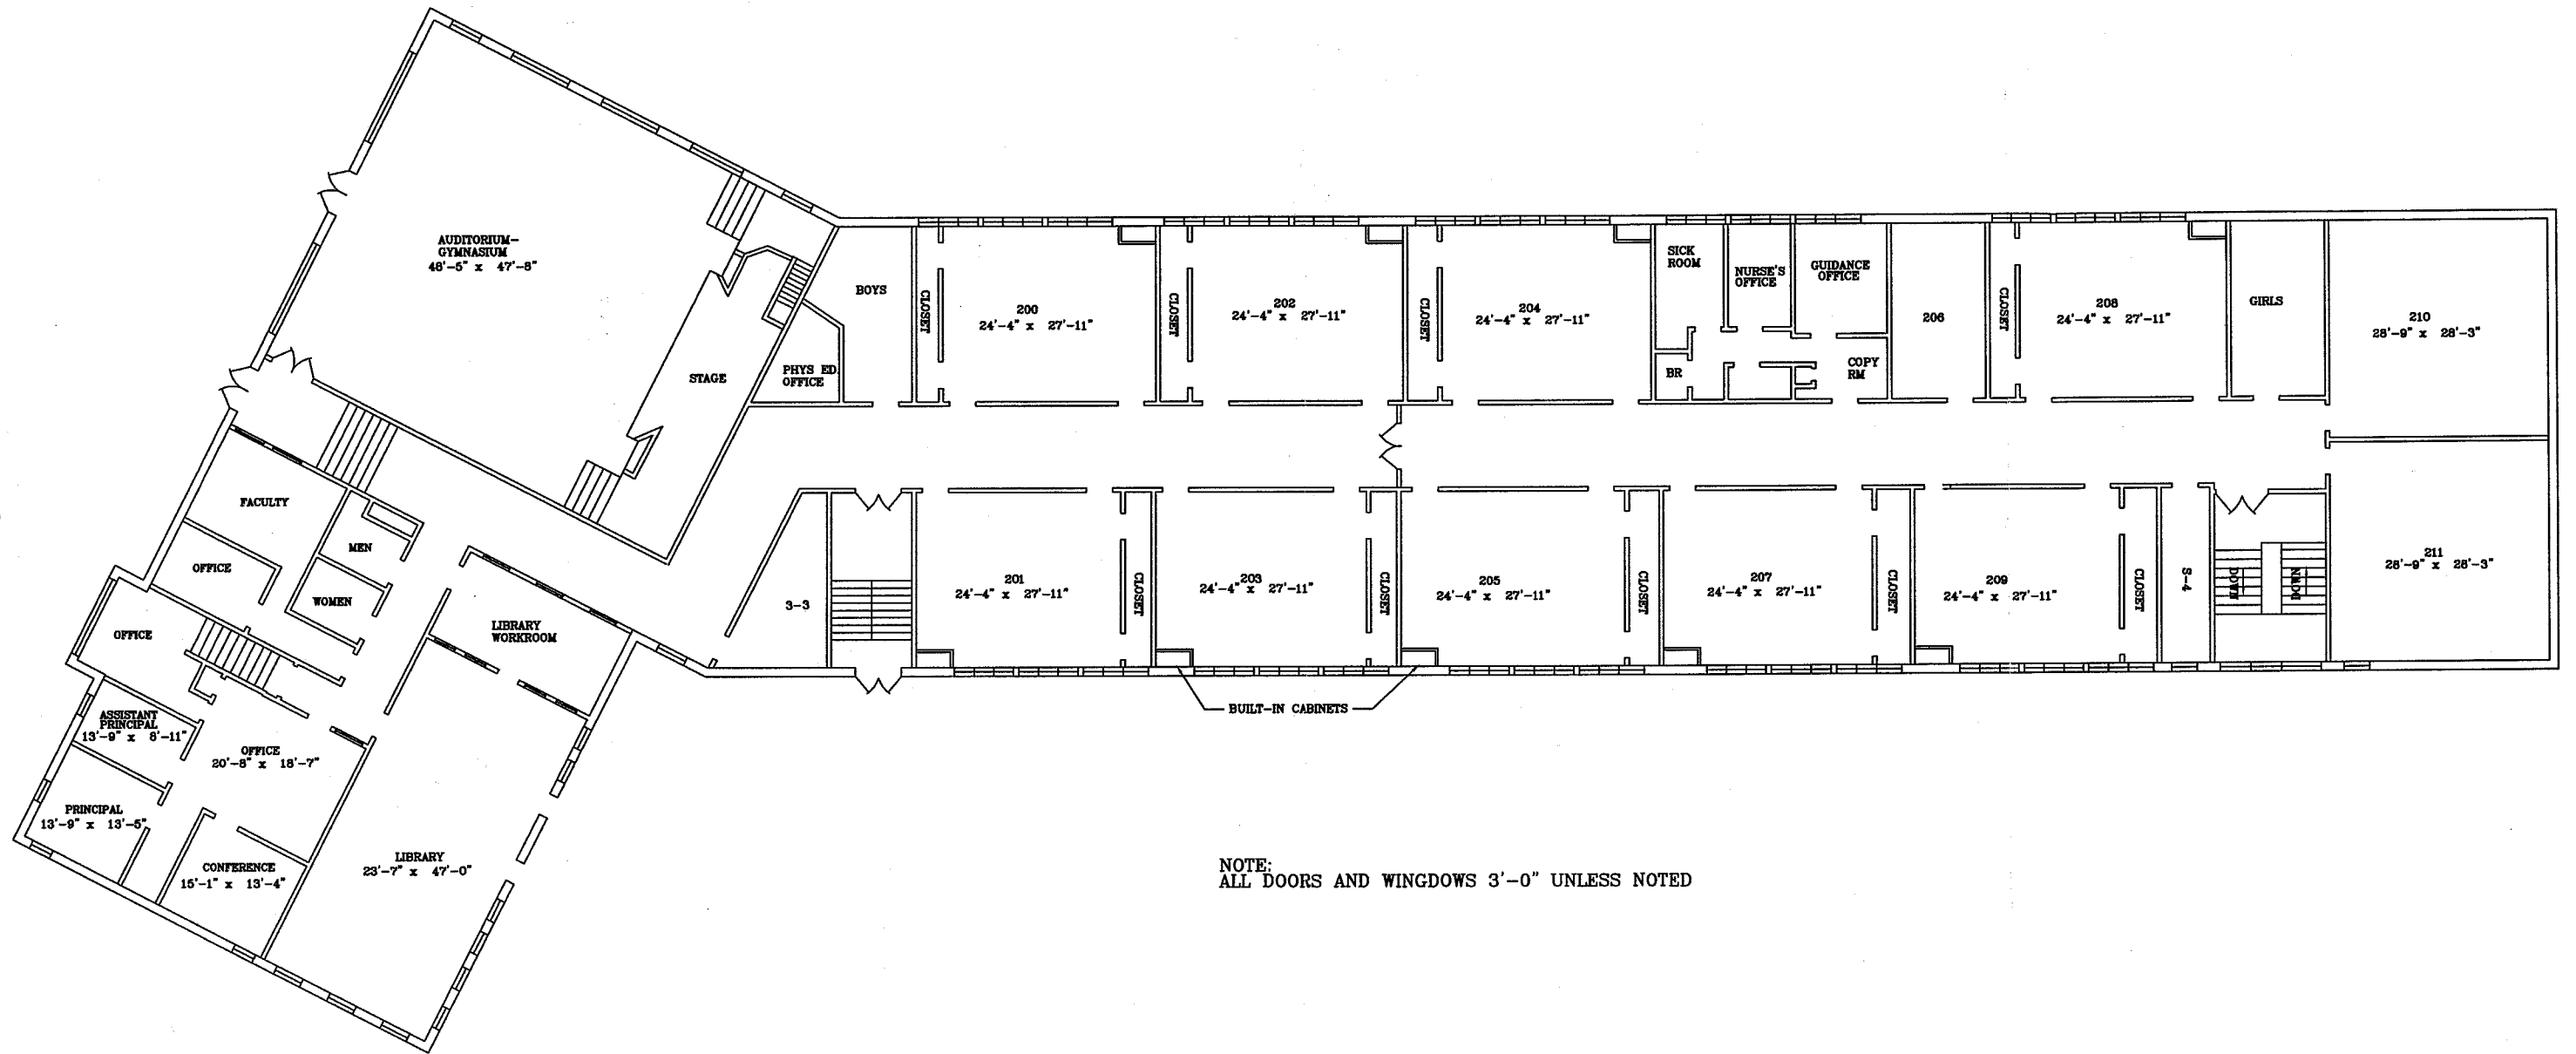 AUDITORIUM-
GYMNASIUM
48'-5" x 47'-8"
STAGE
PHYS ED.
OFFICE
BOYS
CLOSET
200
24'-4" x 27'-11"
CLOSET
202
24'-4" x 27'-11"
CLOSET
204
24'-4" x 27'-11"
SICK
ROOM
BR
NURSE'S
OFFICE
GUIDANCE
OFFICE
COPY
RM
206
CLOSET
208
24'-4" x 27'-11"
GIRLS
210
28'-9" x 28'-3"
FACULTY
OFFICE
MEN
WOMEN
OFFICE
LIBRARY
WORKROOM
3-3
201
24'-4" x 27'-11"
CLOSET
203
24'-4" x 27'-11"
CLOSET
205
24'-4" x 27'-11"
CLOSET
207
24'-4" x 27'-11"
CLOSET
209
24'-4" x 27'-11"
CLOSET
S-4
DOWN
DOWN
211
28'-9" x 28'-3"
BUILT-IN CABINETS
ASSISTANT
PRINCIPAL
13'-9" x 8'-11"
OFFICE
20'-8" x 18'-7"
PRINCIPAL
13'-9" x 13'-5"
CONFERENCE
15'-1" x 13'-4"
LIBRARY
23'-7" x 47'-0"
NOTE:
ALL DOORS AND WINGDOWS 3'-0" UNLESS NOTED